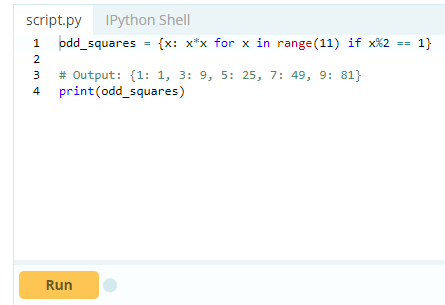 script.py IPython Shell
1 odd_squares = {x: x*x for x in range(11) if x%2 == 1}
2
3 # Output: {1: 1, 3: 9, 5: 25, 7: 49, 9: 81}
4 print(odd_squares)
Run